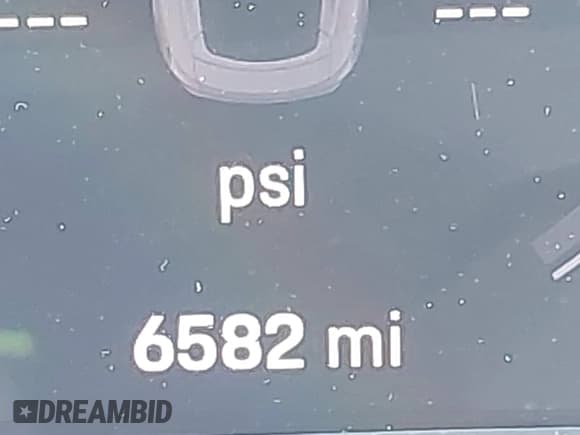 --- ---
psi
6582 mi
DREAMBID